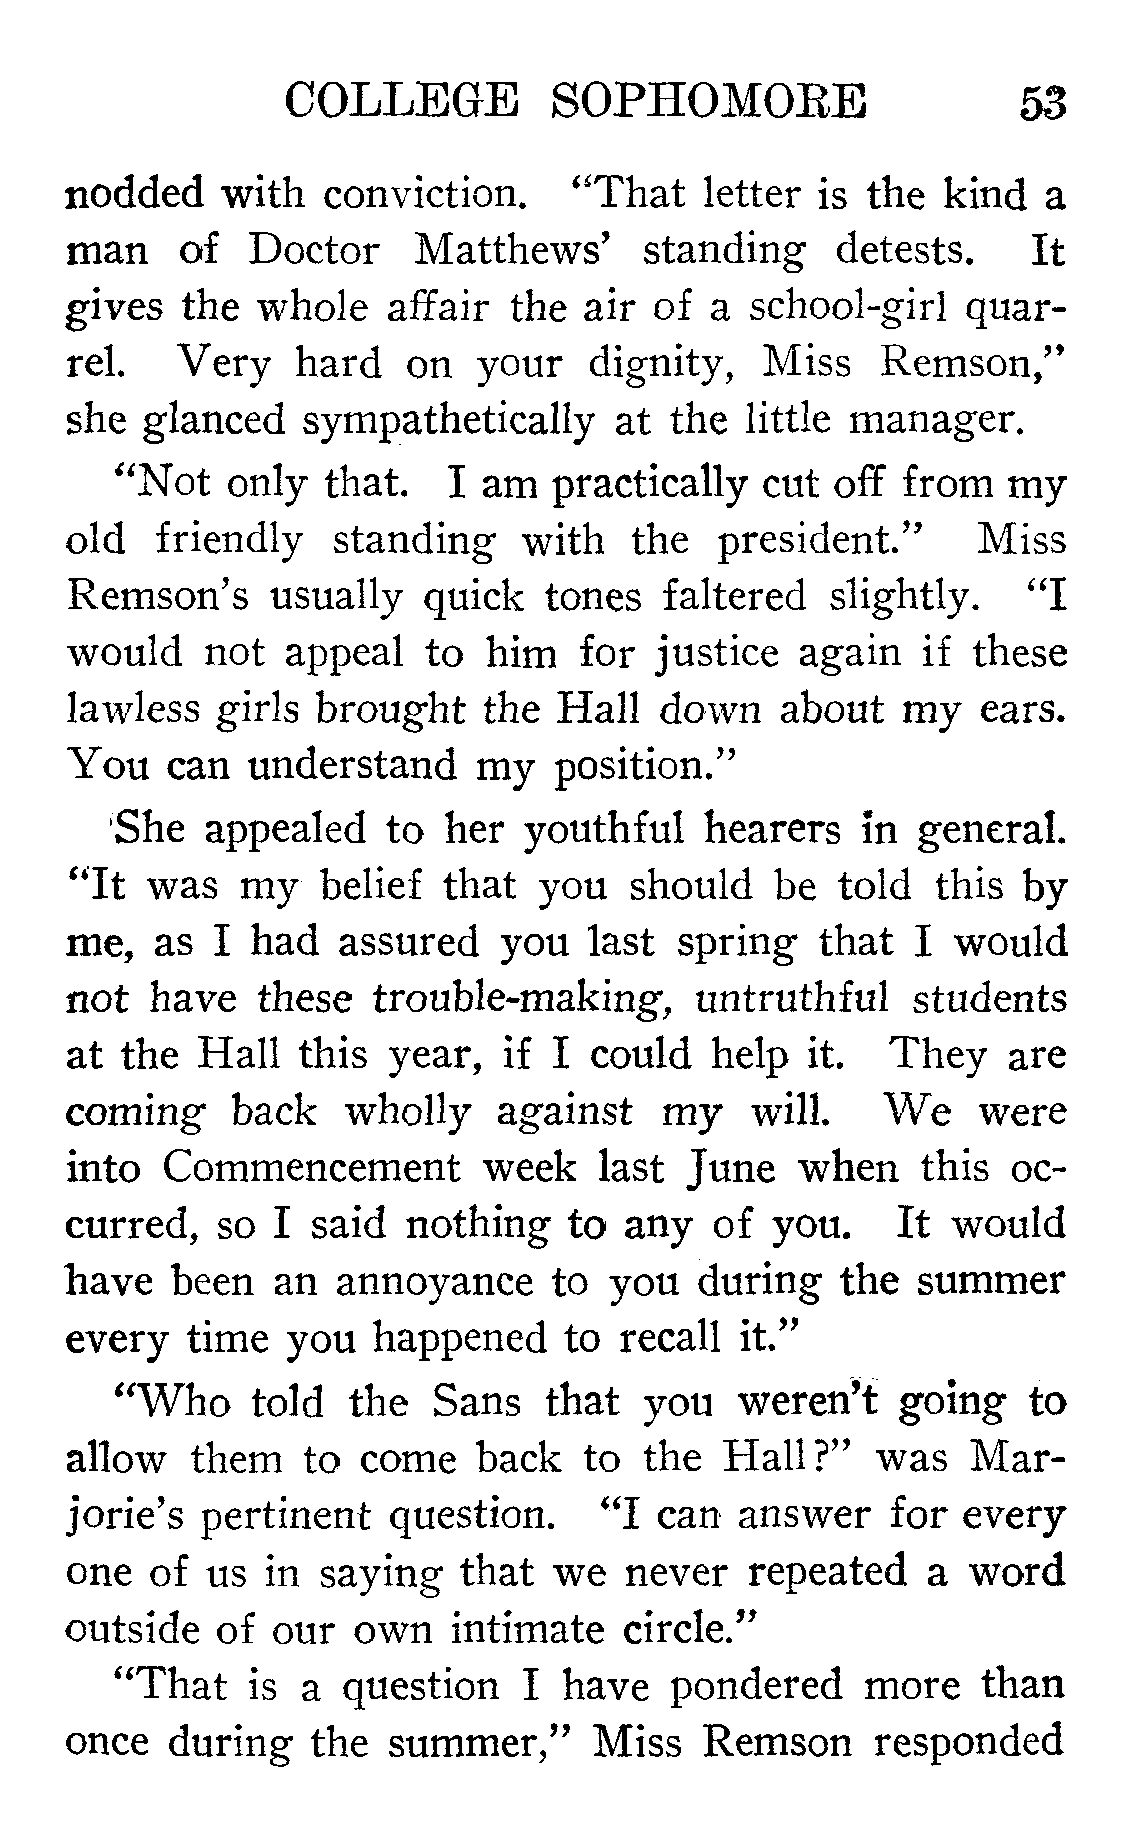 COLLEGE SOPHOMORE 53
nodded with conviction. “That letter is the kind a
man of Doctor Matthews’ standing detests. It
gives the whole affair the air of a school-girl quar-
rel. Very hard on your dignity, Miss Remson,”
she glanced sympathetically at the little manager.
“Not only that. I am practically cut off from my
old friendly standing with the president.” Miss
Remson’s usually quick tones faltered slightly. “I
would not appeal to him for justice again if these
lawless girls brought the Hall down about my ears.
You can understand my position.”
She appealed to her youthful hearers in general.
“It was my belief that you should be told this by
me, as I had assured you last spring that I would
not have these trouble-making, untruthful students
at the Hall this year, if I could help it. They are
coming back wholly against my will. We were
into Commencement week last June when this oc-
curred, so I said nothing to any of you. It would
have been an annoyance to you during the summer
every time you happened to recall it.”
“Who told the Sans that you weren’t going to
allow them to come back to the Hall?” was Mar-
jorie’s pertinent question. “I can answer for every
one of us in saying that we never repeated a word
outside of our own intimate circle.”
“That is a question I have pondered more than
once during the summer,” Miss Remson responded